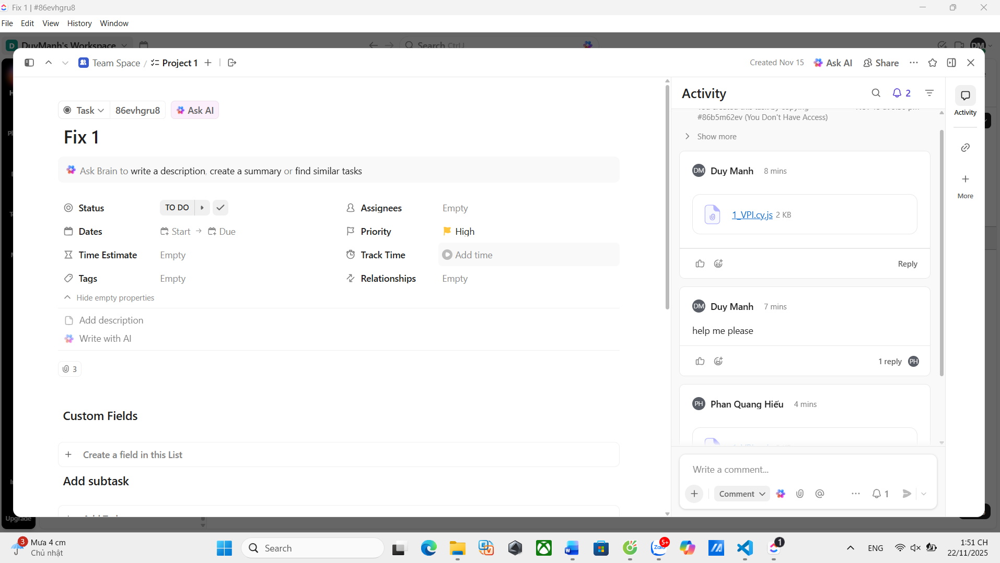 Fix 1 | #86evhgru8
File Edit View History Window
D DuyManh's Workspace
Search Ctrl
DM
Team Space / Project 1
Created Nov 15 Ask AI Share
Task 86evhgru8 Ask AI
Fix 1
Ask Brain to write a description, create a summary or find similar tasks
Status TO DO Assignees Empty
Dates Start Due Priority High
Time Estimate Empty Track Time Add time
Tags Empty Relationships Empty
Hide empty properties
Add description
Write with AI
3
Custom Fields
Create a field in this List
Add subtask
Upgrade
Activity 2
#86b5m62ev (You Don't Have Access)
Show more
DM Duy Manh 8 mins
1_VPI.cy.js 2 KB
Reply
DM Duy Manh 7 mins
help me please
1 reply PH
PH Phan Quang Hiếu 4 mins
Write a comment...
Comment 1
Activity
More
3 Mưa 4 cm
Chủ nhật
Search
Zalo 5+
1
ENG
1:51 CH
22/11/2025